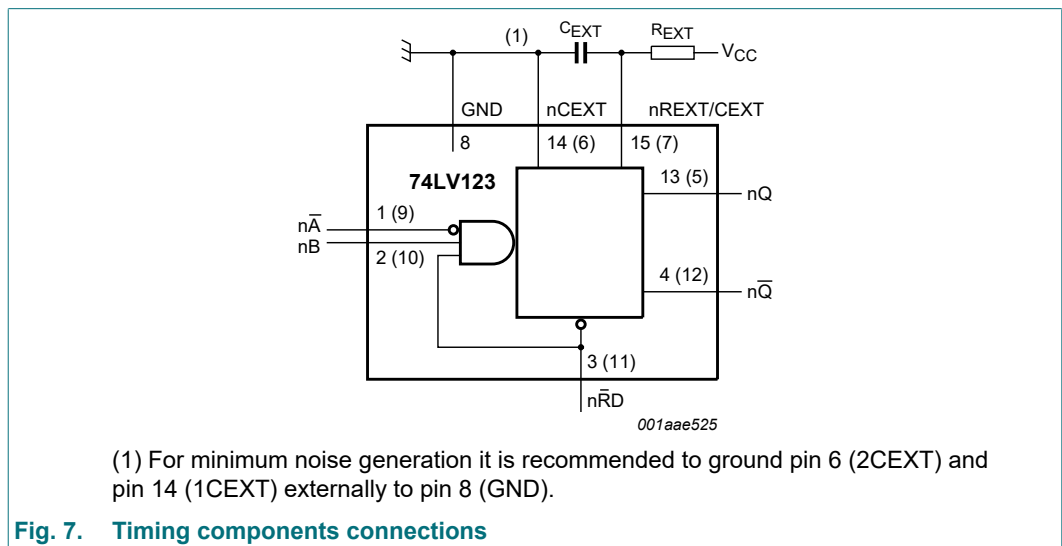 (1) CEXT REXT
VCC
GND nCEXT nREXT/CEXT
8 14 (6) 15 (7)
74LV123
13 (5)
nQ
1 (9)
nA̅
nB
2 (10)
4 (12)
nQ̅
3 (11)
nR̅D
001aae525
(1) For minimum noise generation it is recommended to ground pin 6 (2CEXT) and
pin 14 (1CEXT) externally to pin 8 (GND).
Fig. 7. Timing components connections